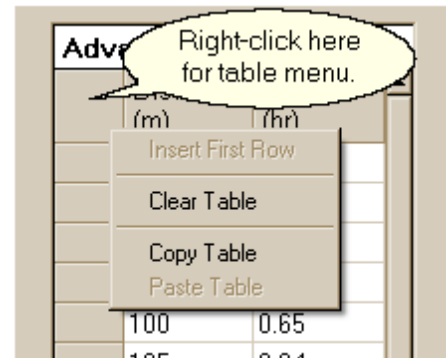 Adva
Right-click here
for table menu.
(m) (hr)
Insert First Row
Clear Table
Copy Table
Paste Table
100 0.65